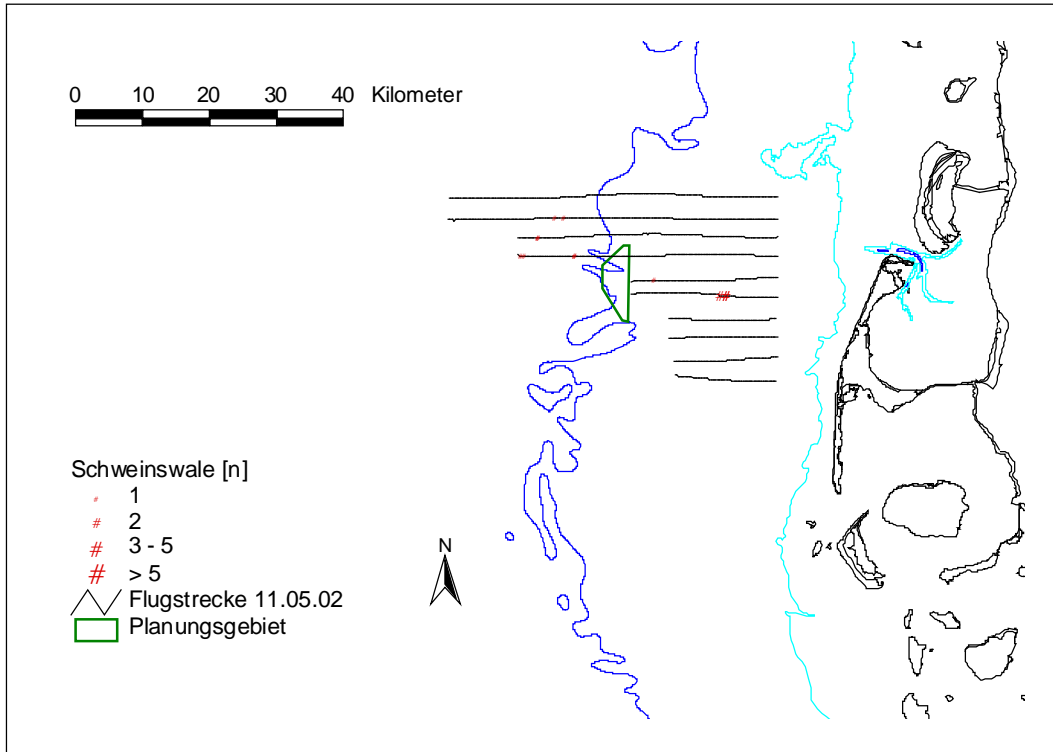 0 10 20 30 40 Kilometer
Schweinswale [n]
1
2
3 - 5
> 5
Flugstrecke 11.05.02
Planungsgebiet
N